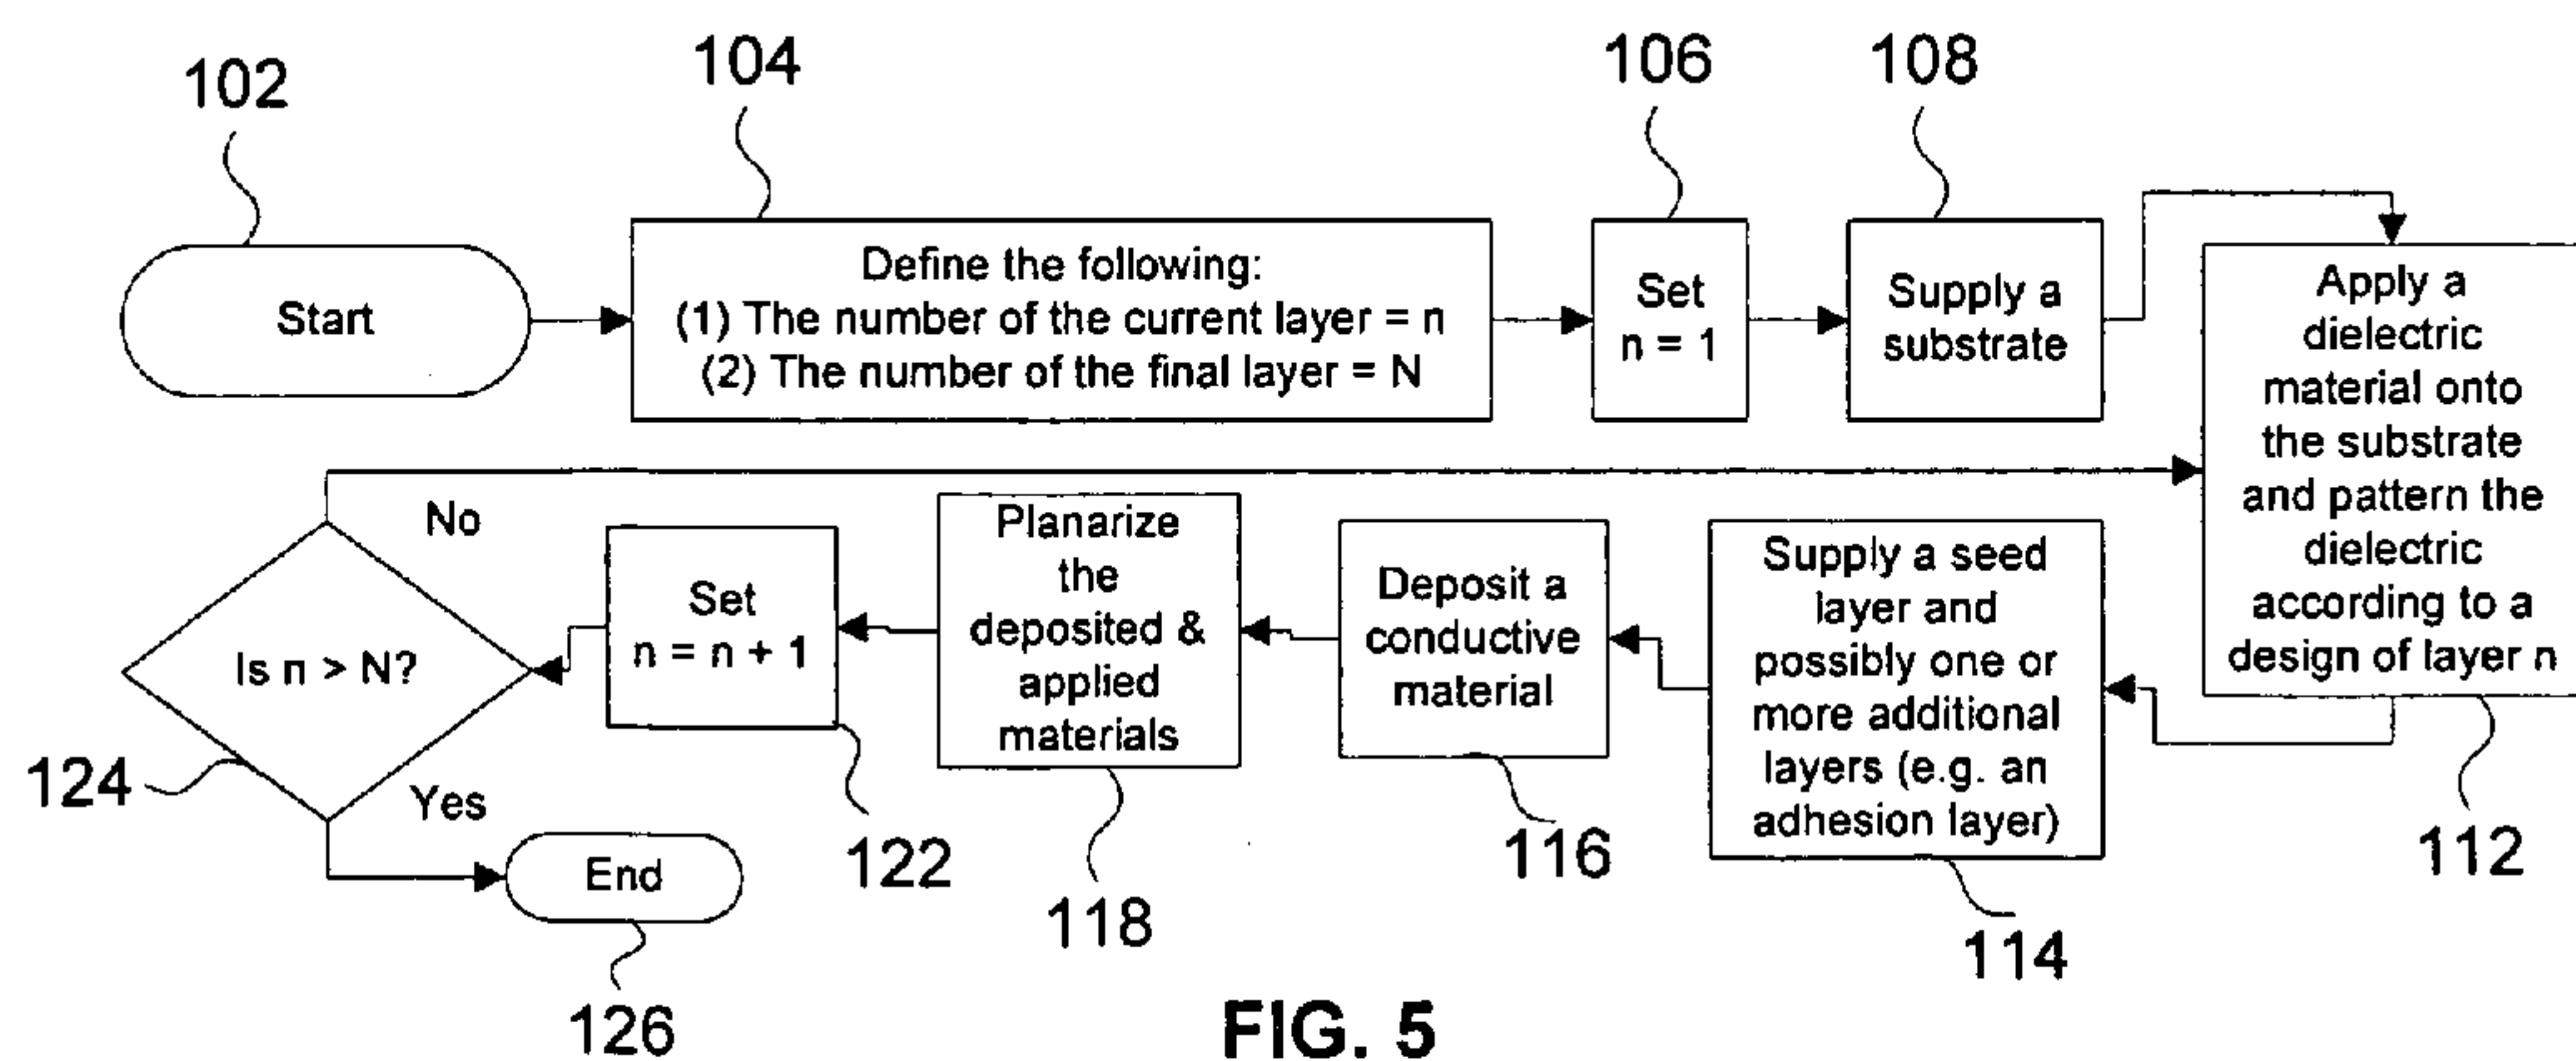 102
104
106
108
Start
Define the following:
(1) The number of the current layer = n
(2) The number of the final layer = N
Set
n = 1
Supply a
substrate
Apply a
dielectric
material onto
the substrate
and pattern the
dielectric
according to a
design of layer n
112
Supply a seed
layer and
possibly one or
more additional
layers (e.g. an
adhesion layer)
114
Deposit a
conductive
material
116
Planarize
the
deposited &
applied
materials
118
Set
n = n + 1
122
Is n > N?
124
No
Yes
End
126
FIG. 5